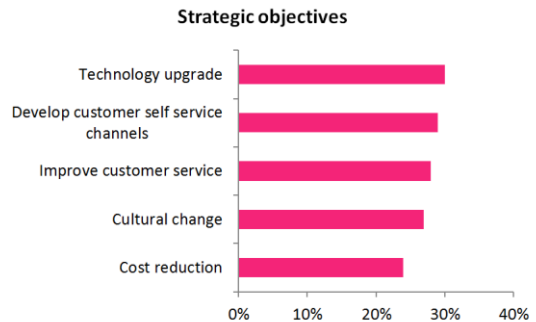 Strategic objectives
Technology upgrade
Develop customer self service
channels
Improve customer service
Cultural change
Cost reduction
0% 10% 20% 30% 40%